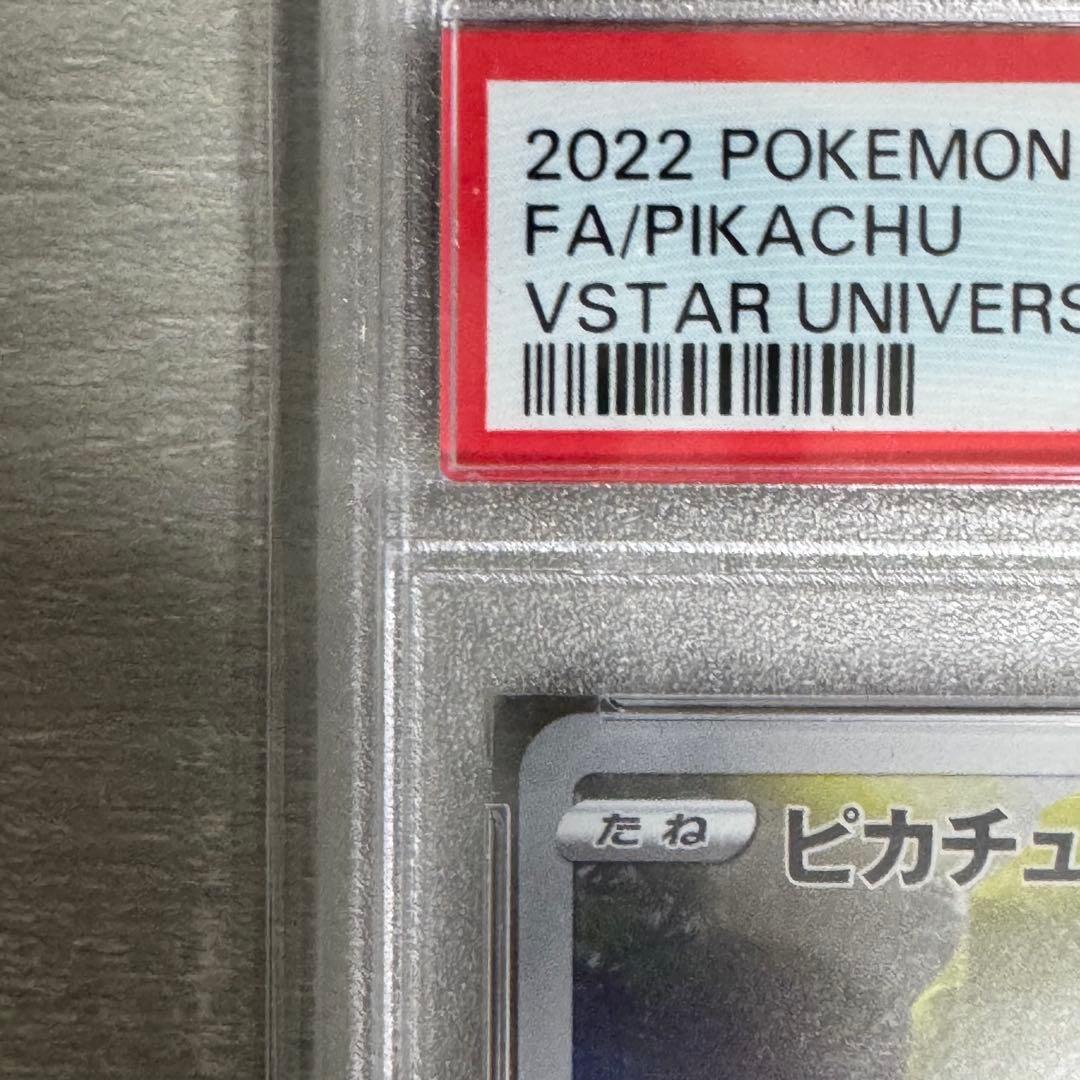 2022 POKEMON
FA/PIKACHU
VSTAR UNIVERS
たね
ピカチュ